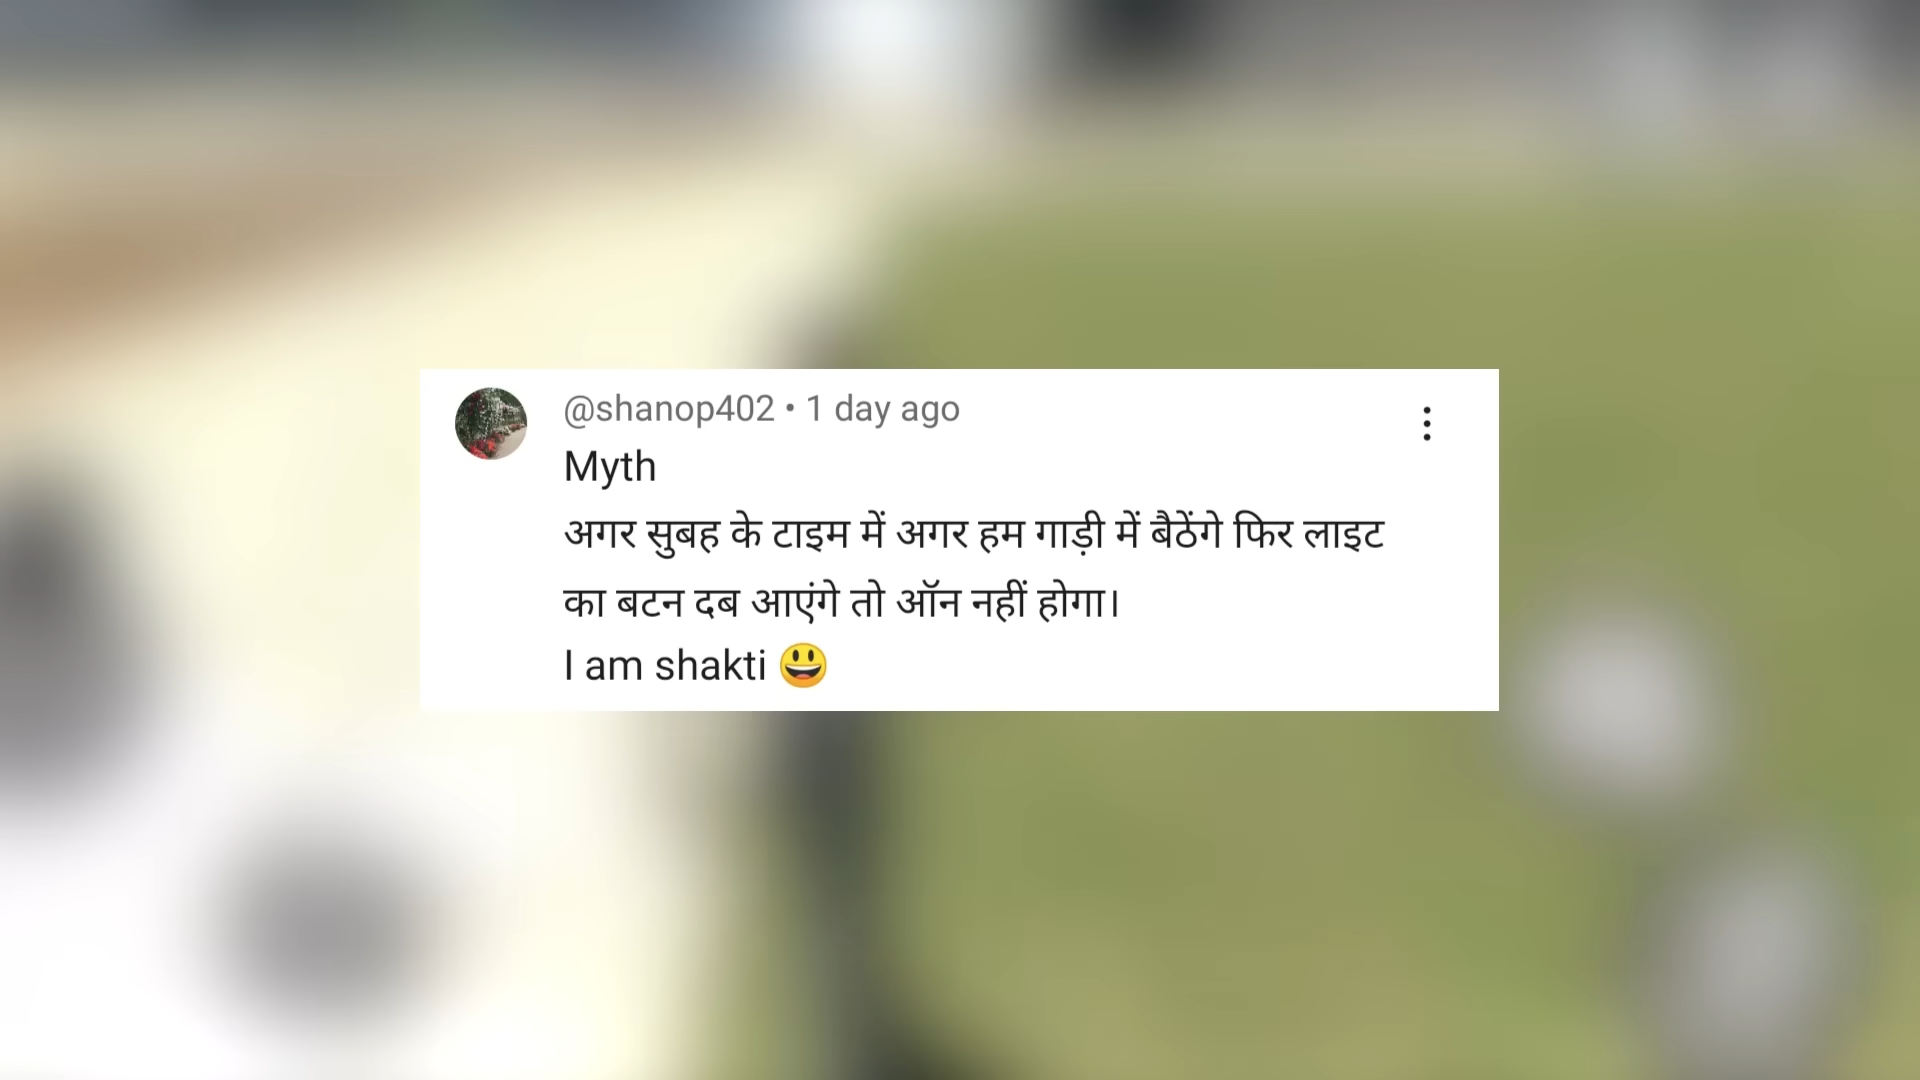 @shanop402 • 1 day ago
Myth
अगर सुबह के टाइम में अगर हम गाड़ी में बैठेंगे फिर लाइट
का बटन दब आएंगे तो ऑन नहीं होगा।
I am shakti 😃